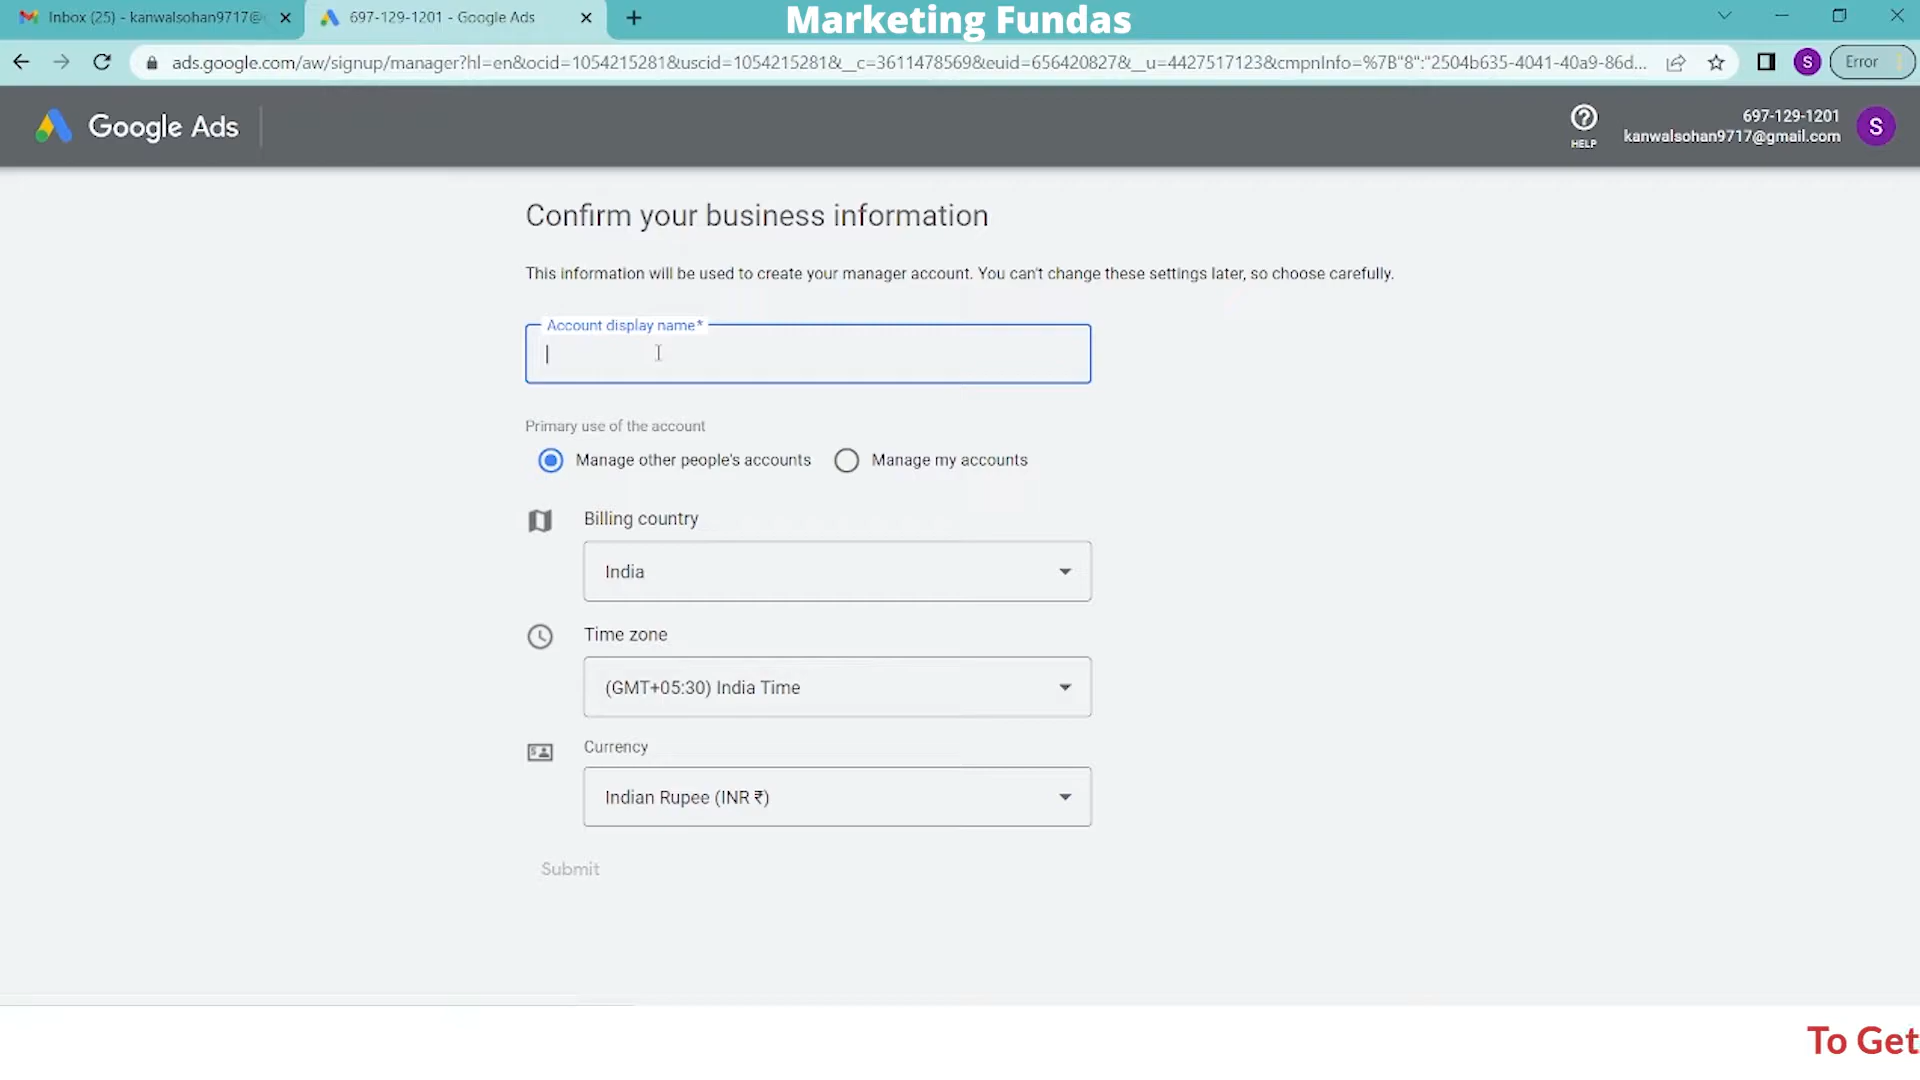 Marketing Fundas
Inbox (25) - kanwalsohan9717@
697-129-1201 - Google Ads
ads.google.com/aw/signup/manager?hl=en&ocid=1054215281&uscid=1054215281&__c=3611478569&euid=656420827&__u=4427517123&cmpnInfo=%7B"8":"2504b635-4041-40a9-86d...
S
Error
Google Ads
HELP
697-129-1201
kanwalsohan9717@gmail.com
S
Confirm your business information
This information will be used to create your manager account. You can't change these settings later, so choose carefully.
Account display name*
Primary use of the account
Manage other people's accounts
Manage my accounts
Billing country
India
Time zone
(GMT+05:30) India Time
Currency
Indian Rupee (INR ₹)
Submit
To Get